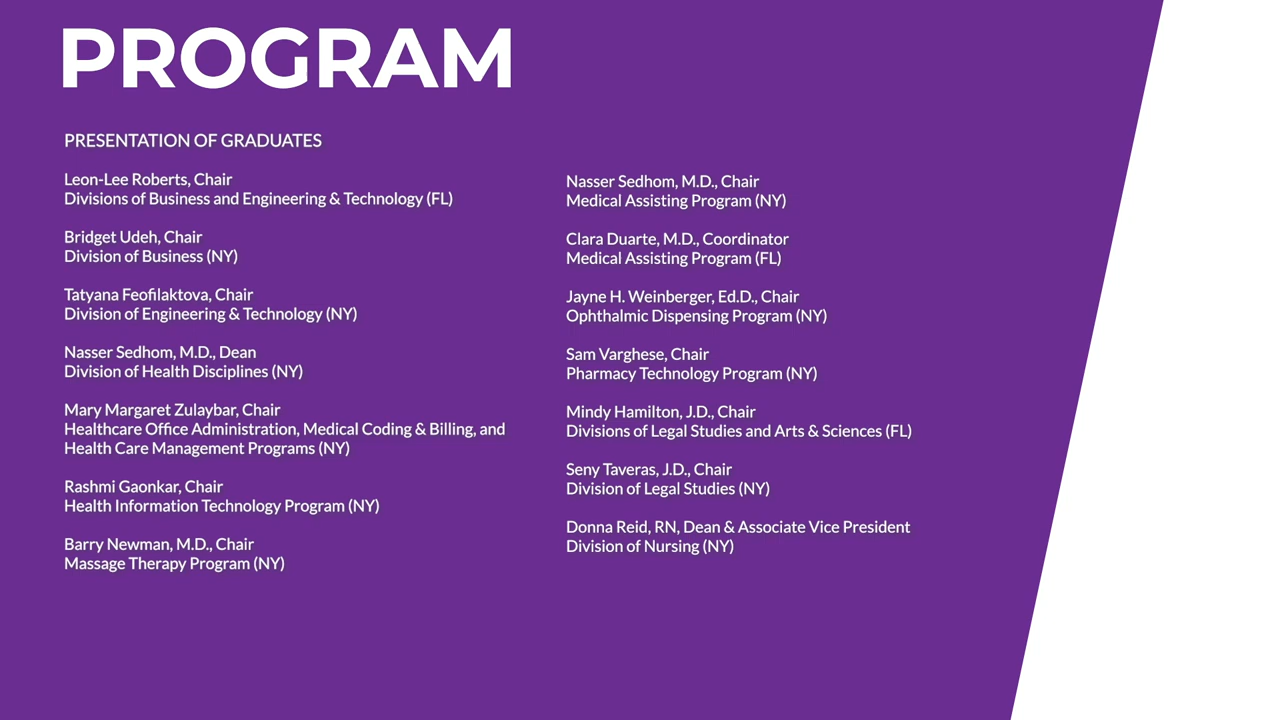 PROGRAM
PRESENTATION OF GRADUATES
Leon-Lee Roberts, Chair
Divisions of Business and Engineering & Technology (FL)
Bridget Udeh, Chair
Division of Business (NY)
Tatyana Feofilaktova, Chair
Division of Engineering & Technology (NY)
Nasser Sedhom, M.D., Dean
Division of Health Disciplines (NY)
Mary Margaret Zulaybar, Chair
Healthcare Office Administration, Medical Coding & Billing, and
Health Care Management Programs (NY)
Rashmi Gaonkar, Chair
Health Information Technology Program (NY)
Barry Newman, M.D., Chair
Massage Therapy Program (NY)
Nasser Sedhom, M.D., Chair
Medical Assisting Program (NY)
Clara Duarte, M.D., Coordinator
Medical Assisting Program (FL)
Jayne H. Weinberger, Ed.D., Chair
Ophthalmic Dispensing Program (NY)
Sam Varghese, Chair
Pharmacy Technology Program (NY)
Mindy Hamilton, J.D., Chair
Divisions of Legal Studies and Arts & Sciences (FL)
Seny Taveras, J.D., Chair
Division of Legal Studies (NY)
Donna Reid, RN, Dean & Associate Vice President
Division of Nursing (NY)